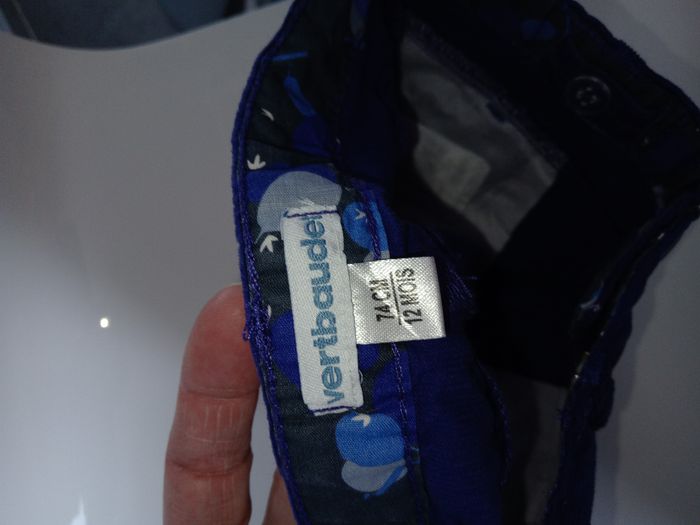 vertbaudet
74 CM
12 MOIS